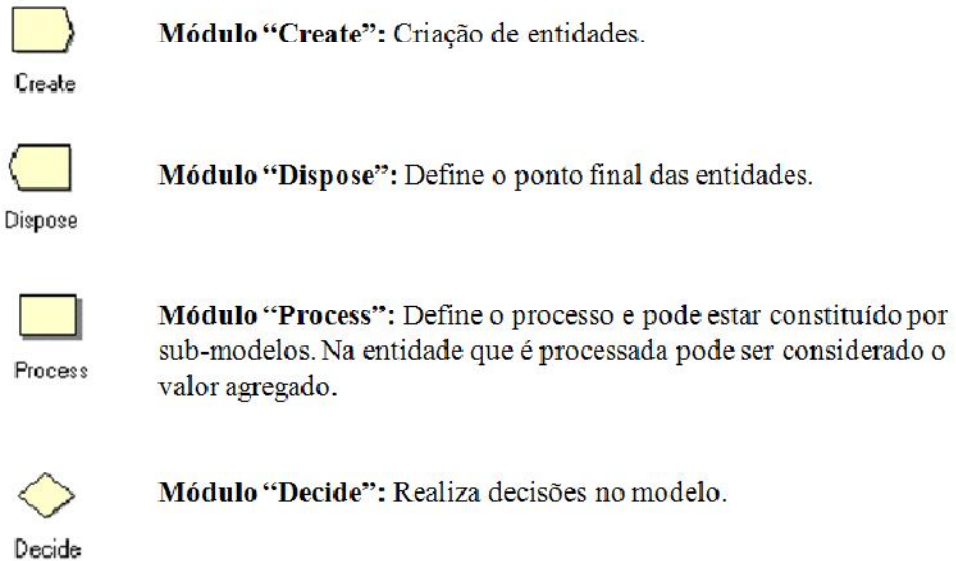 Módulo “Create”: Criação de entidades.
Create
Módulo “Dispose”: Define o ponto final das entidades.
Dispose
Módulo “Process”: Define o processo e pode estar constituído por
sub-modelos. Na entidade que é processada pode ser considerado o
valor agregado.
Process
Módulo “Decide”: Realiza decisões no modelo.
Decide